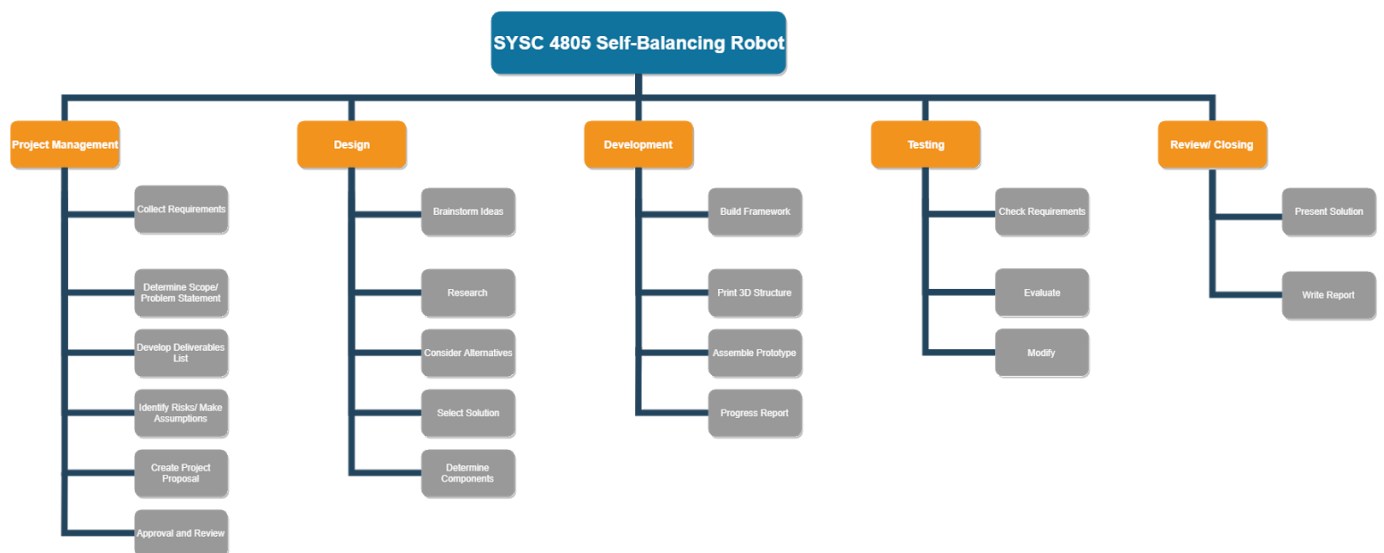 SYSC 4805 Self-Balancing Robot
Project Management
Design
Development
Testing
Review/ Closing
Collect Requirements
Determine Scope/
Problem Statement
Develop Deliverables
List
Identify Risks/ Make
Assumptions
Create Project
Proposal
Approval and Review
Brainstorm Ideas
Research
Consider Alternatives
Select Solution
Determine
Components
Build Framework
Print 3D Structure
Assemble Prototype
Progress Report
Check Requirements
Evaluate
Modify
Present Solution
Write Report